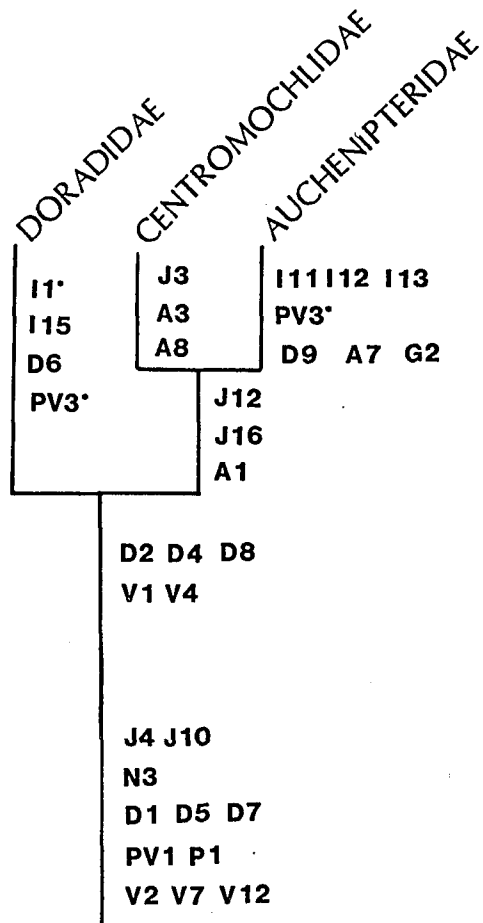 DORADIDAE
CENTROMOCHLIDAE
AUCHENIPTERIDAE
I1*
I15
D6
PV3*
J3
A3
A8
I11 I12 I13
PV3*
D9 A7 G2
J12
J16
A1
D2 D4 D8
V1 V4
J4 J10
N3
D1 D5 D7
PV1 P1
V2 V7 V12